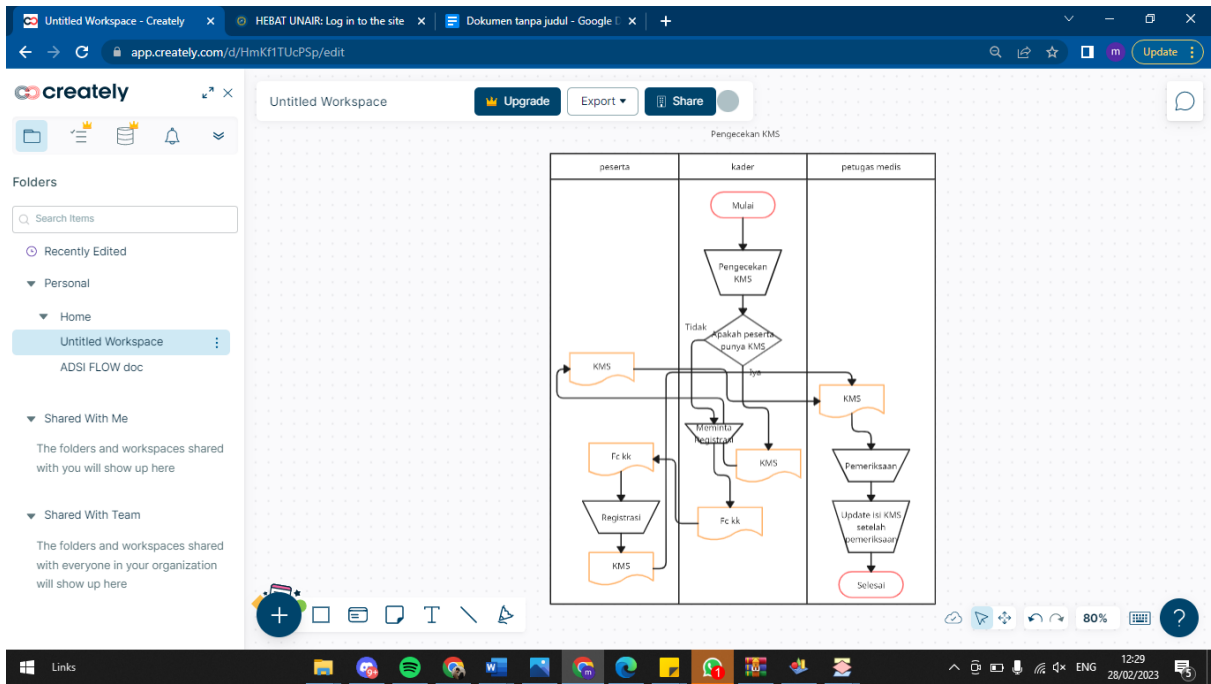 Untitled Workspace - Creately
HEBAT UNAIR: Log in to the site
Dokumen tanpa judul - Google D
app.creately.com/d/HmKf1TUcPSp/edit
m
Update
creately
Untitled Workspace
Upgrade
Export
Share
Folders
Search Items
Recently Edited
Personal
Home
Untitled Workspace
ADSI FLOW doc
Shared With Me
The folders and workspaces shared
with you will show up here
Shared With Team
The folders and workspaces shared
with everyone in your organization
will show up here
Pengecekan KMS
peserta
kader
petugas medis
Mulai
Pengecekan
KMS
Tidak
Apakah peserta
punya KMS
Iya
KMS
KMS
Meminta
Registrasi
Fc kk
KMS
Pemeriksaan
Registrasi
Fc kk
Update isi KMS
setelah
pemeriksaan
KMS
Selesai
80%
?
Links
1
ENG
12:29
28/02/2023
5